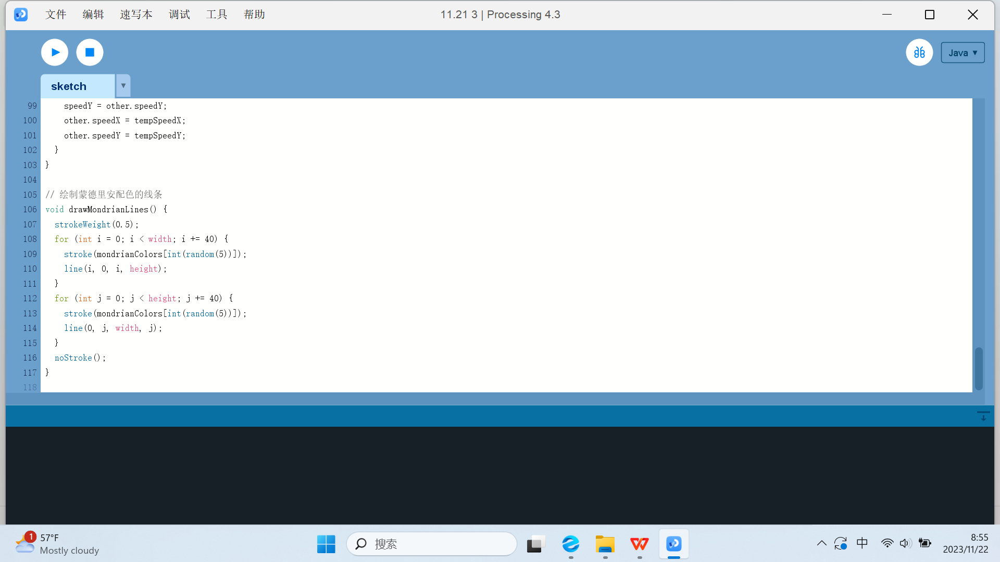 文件 编辑 速写本 调试 工具 帮助 11.21 3 | Processing 4.3
Java ▼
sketch ▼
99 speedY = other.speedY;
100 other.speedX = tempSpeedX;
101 other.speedY = tempSpeedY;
102 }
103 }
104
105 // 绘制蒙德里安配色的线条
106 void drawMondrianLines() {
107 strokeWeight(0.5);
108 for (int i = 0; i < width; i += 40) {
109 stroke(mondrianColors[int(random(5))]);
110 line(i, 0, i, height);
111 }
112 for (int j = 0; j < height; j += 40) {
113 stroke(mondrianColors[int(random(5))]);
114 line(0, j, width, j);
115 }
116 noStroke();
117 }
118
1 57°F
Mostly cloudy
搜索
中
8:55
2023/11/22